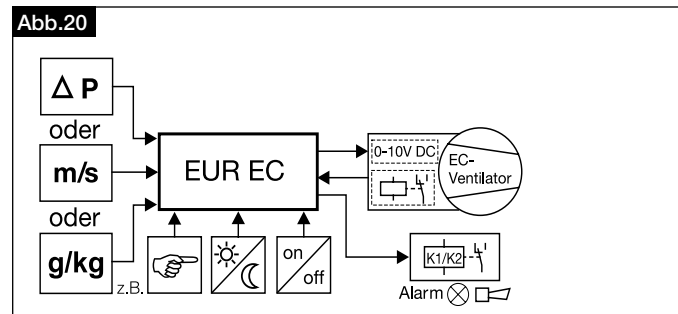 Abb.20
Δ P
oder
m/s
oder
g/kg
z.B.
EUR EC
on
off
0-10V DC
EC-
Ventilator
K1/K2
Alarm